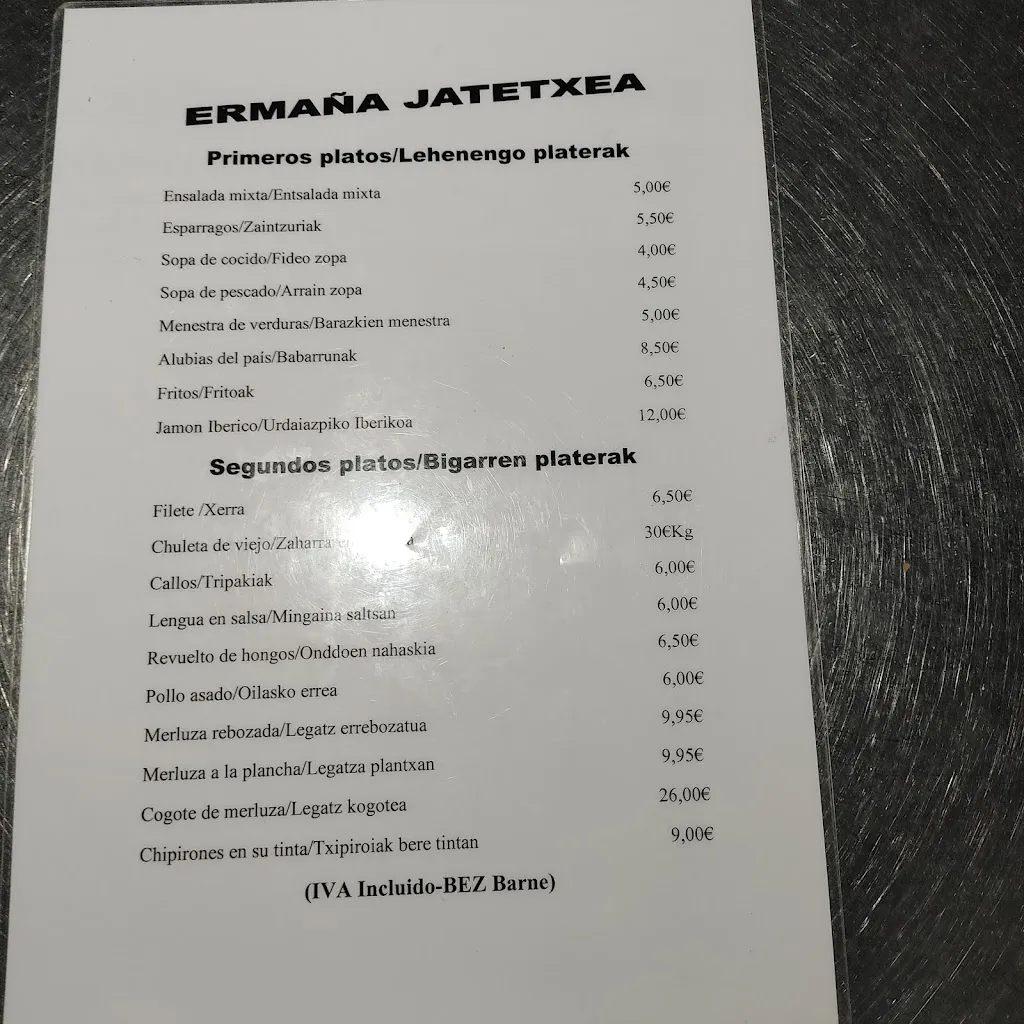 ERMAÑA JATETXEA
Primeros platos/Lehenengo platerak
Ensalada mixta/Entsalada mixta 5,00€
Esparragos/Zaintzuriak 5,50€
Sopa de cocido/Fideo zopa 4,00€
Sopa de pescado/Arrain zopa 4,50€
Menestra de verduras/Barazkien menestra 5,00€
Alubias del país/Babarrunak 8,50€
Fritos/Fritoak 6,50€
Jamon Iberico/Urdaiazpiko Iberikoa 12,00€
Segundos platos/Bigarren platerak
Filete /Xerra 6,50€
Chuleta de viejo/ 30€Kg
Callos/Tripakiak 6,00€
Lengua en salsa/Mingaina saltsan 6,00€
Revuelto de hongos/Onddoen nahaskia 6,50€
Pollo asado/Oilasko errea 6,00€
Merluza rebozada/Legatz errebozatua 9,95€
Merluza a la plancha/Legatza plantxan 9,95€
Cogote de merluza/Legatz kogotea 26,00€
Chipirones en su tinta/Txipiroiak bere tintan 9,00€
(IVA Incluido-BEZ Barne)